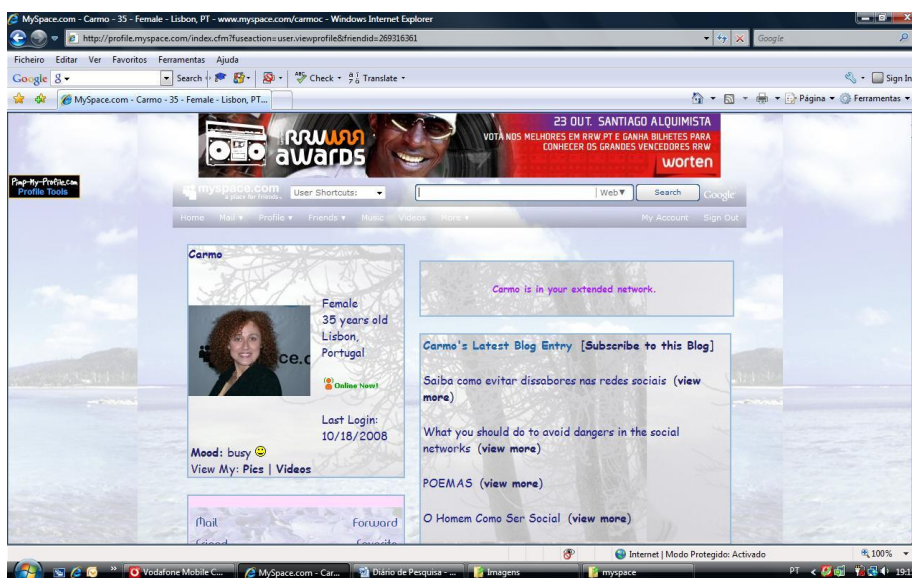 MySpace.com - Carmo - 35 - Female - Lisbon, PT - www.myspace.com/carmoc - Windows Internet Explorer
http://profile.myspace.com/index.cfm?fuseaction=user.viewprofile&friendid=269316361
Google
Ficheiro Editar Ver Favoritos Ferramentas Ajuda
Google Search Check Translate Sign In
MySpace.com - Carmo - 35 - Female - Lisbon, PT... Página Ferramentas
23 OUT. SANTIAGO ALQUIMISTA
VOTA NOS MELHORES EM RRW PT E GANHA BILHETES PARA
CONHECER OS GRANDES VENCEDORES RRW
awards
worten
Pimp-My-Profile.com
Profile Tools
myspace.com
a place for friends.
User Shortcuts: Web Search Google
Home Mail Profile Friends Music Videos More My Account Sign Out
Carmo
Female
35 years old
Lisbon,
Portugal
Online Now!
Last Login:
10/18/2008
Mood: busy
View My: Pics | Videos
Mail Forward
Carmo is in your extended network.
Carmo's Latest Blog Entry [Subscribe to this Blog]
Saiba como evitar dissabores nas redes sociais (view
more)
What you should do to avoid dangers in the social
networks (view more)
POEMAS (view more)
O Homem Como Ser Social (view more)
Internet | Modo Protegido: Activado 100%
Vodafone Mobile C... MySpace.com - Car... Diário de Pesquisa - ... Imagens myspace PT